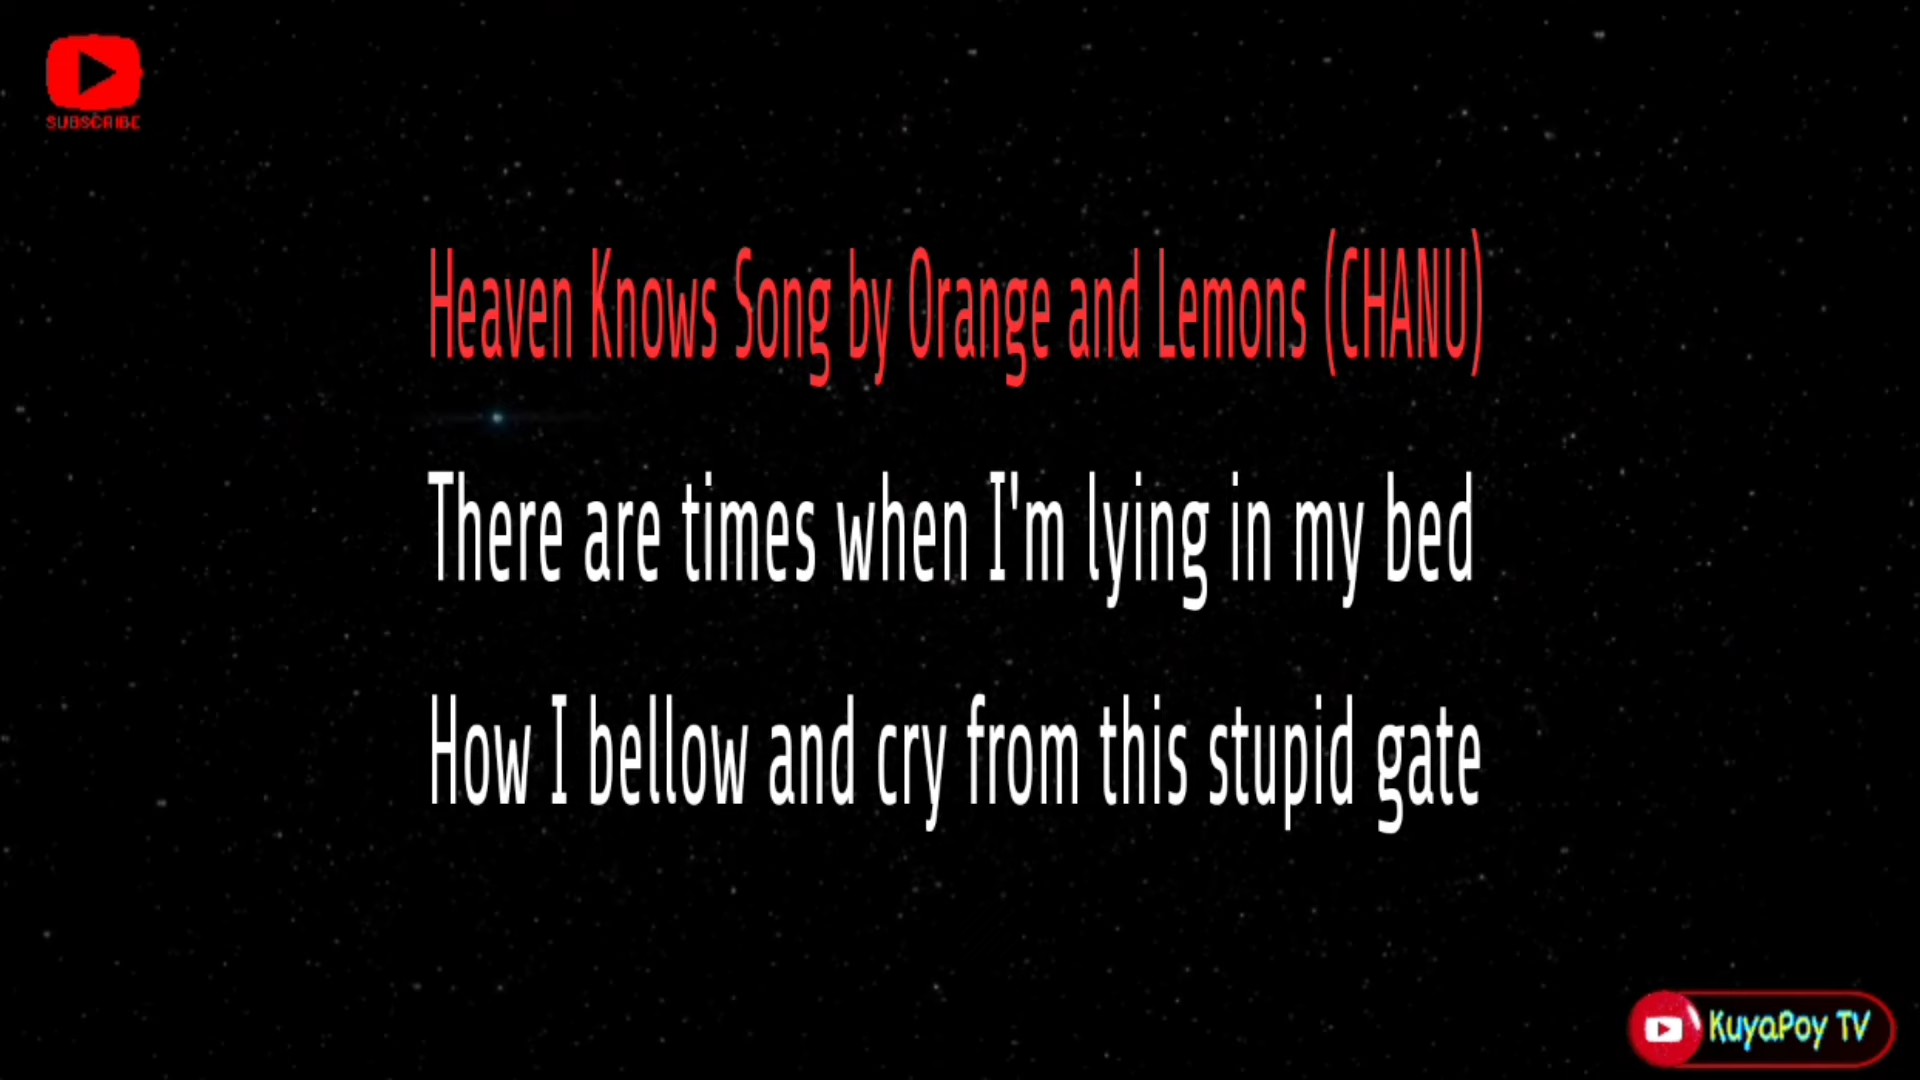 SUBSCRIBE
Heaven Knows Song by Orange and Lemons (CHANU)
There are times when I'm lying in my bed
How I bellow and cry from this stupid gate
KuyaPoy TV